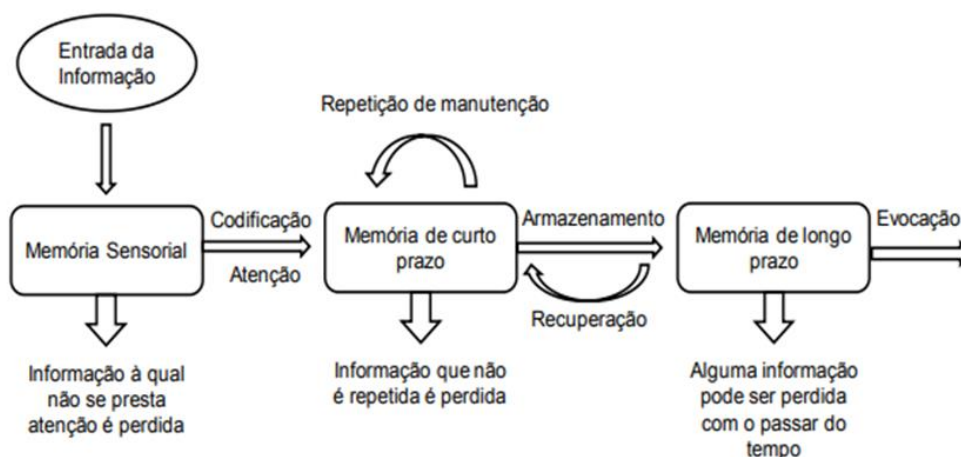 Entrada da
Informação
Repetição de manutenção
Memória Sensorial
Codificação
Atenção
Memória de curto
prazo
Armazenamento
Recuperação
Memória de longo
prazo
Evocação
Informação à qual
não se presta
atenção é perdida
Informação que não
é repetida é perdida
Alguma informação
pode ser perdida
com o passar do
tempo